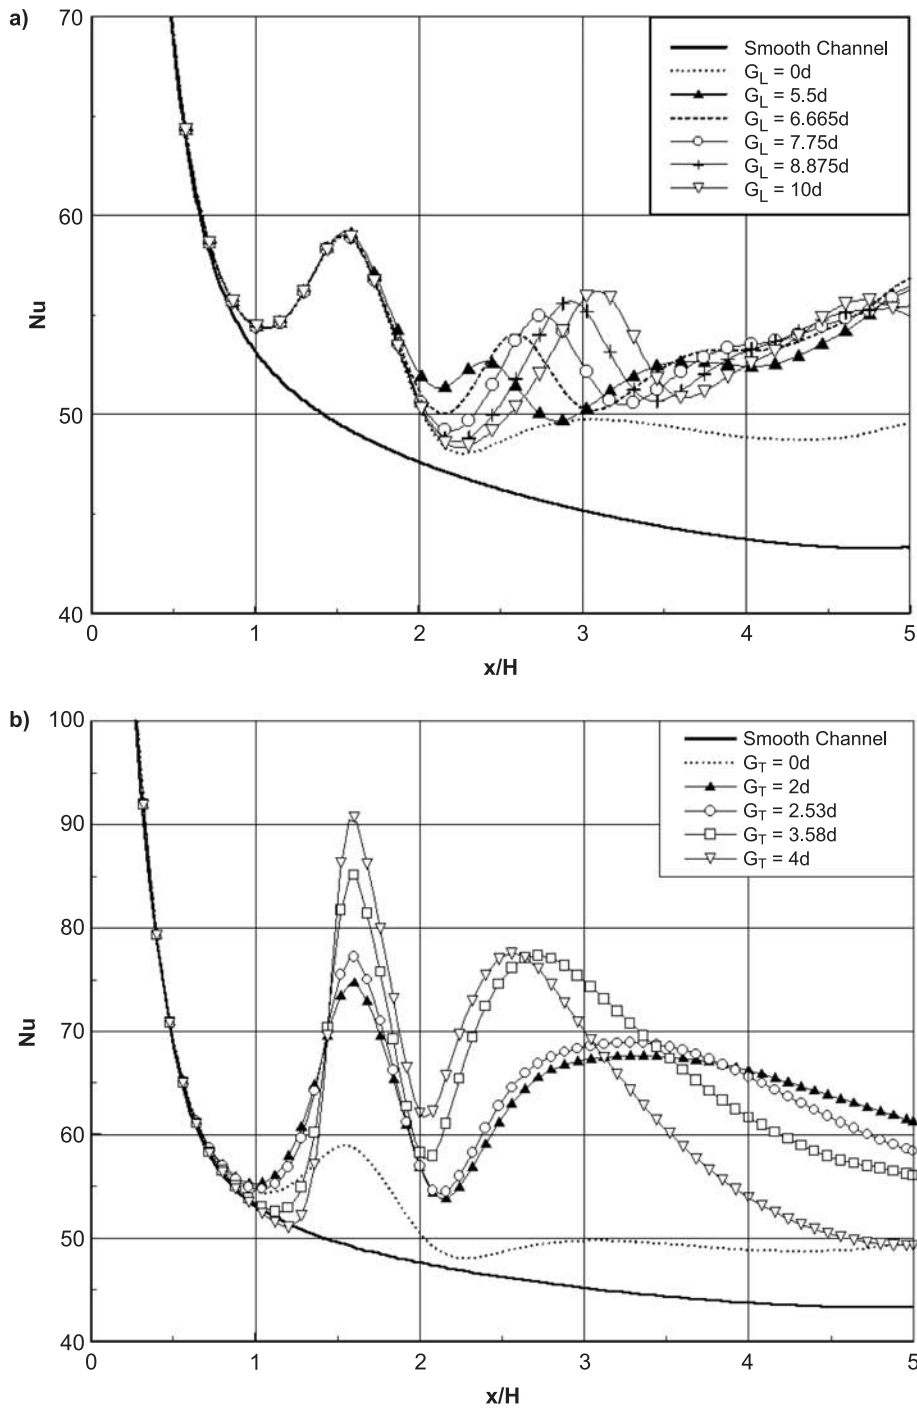 a)
70
60
50
40
Nu
Smooth Channel
G_L = 0d
G_L = 5.5d
G_L = 6.665d
G_L = 7.75d
G_L = 8.875d
G_L = 10d
0 1 2 3 4 5
x/H
b)
100
90
80
70
60
50
40
Nu
Smooth Channel
G_T = 0d
G_T = 2d
G_T = 2.53d
G_T = 3.58d
G_T = 4d
0 1 2 3 4 5
x/H